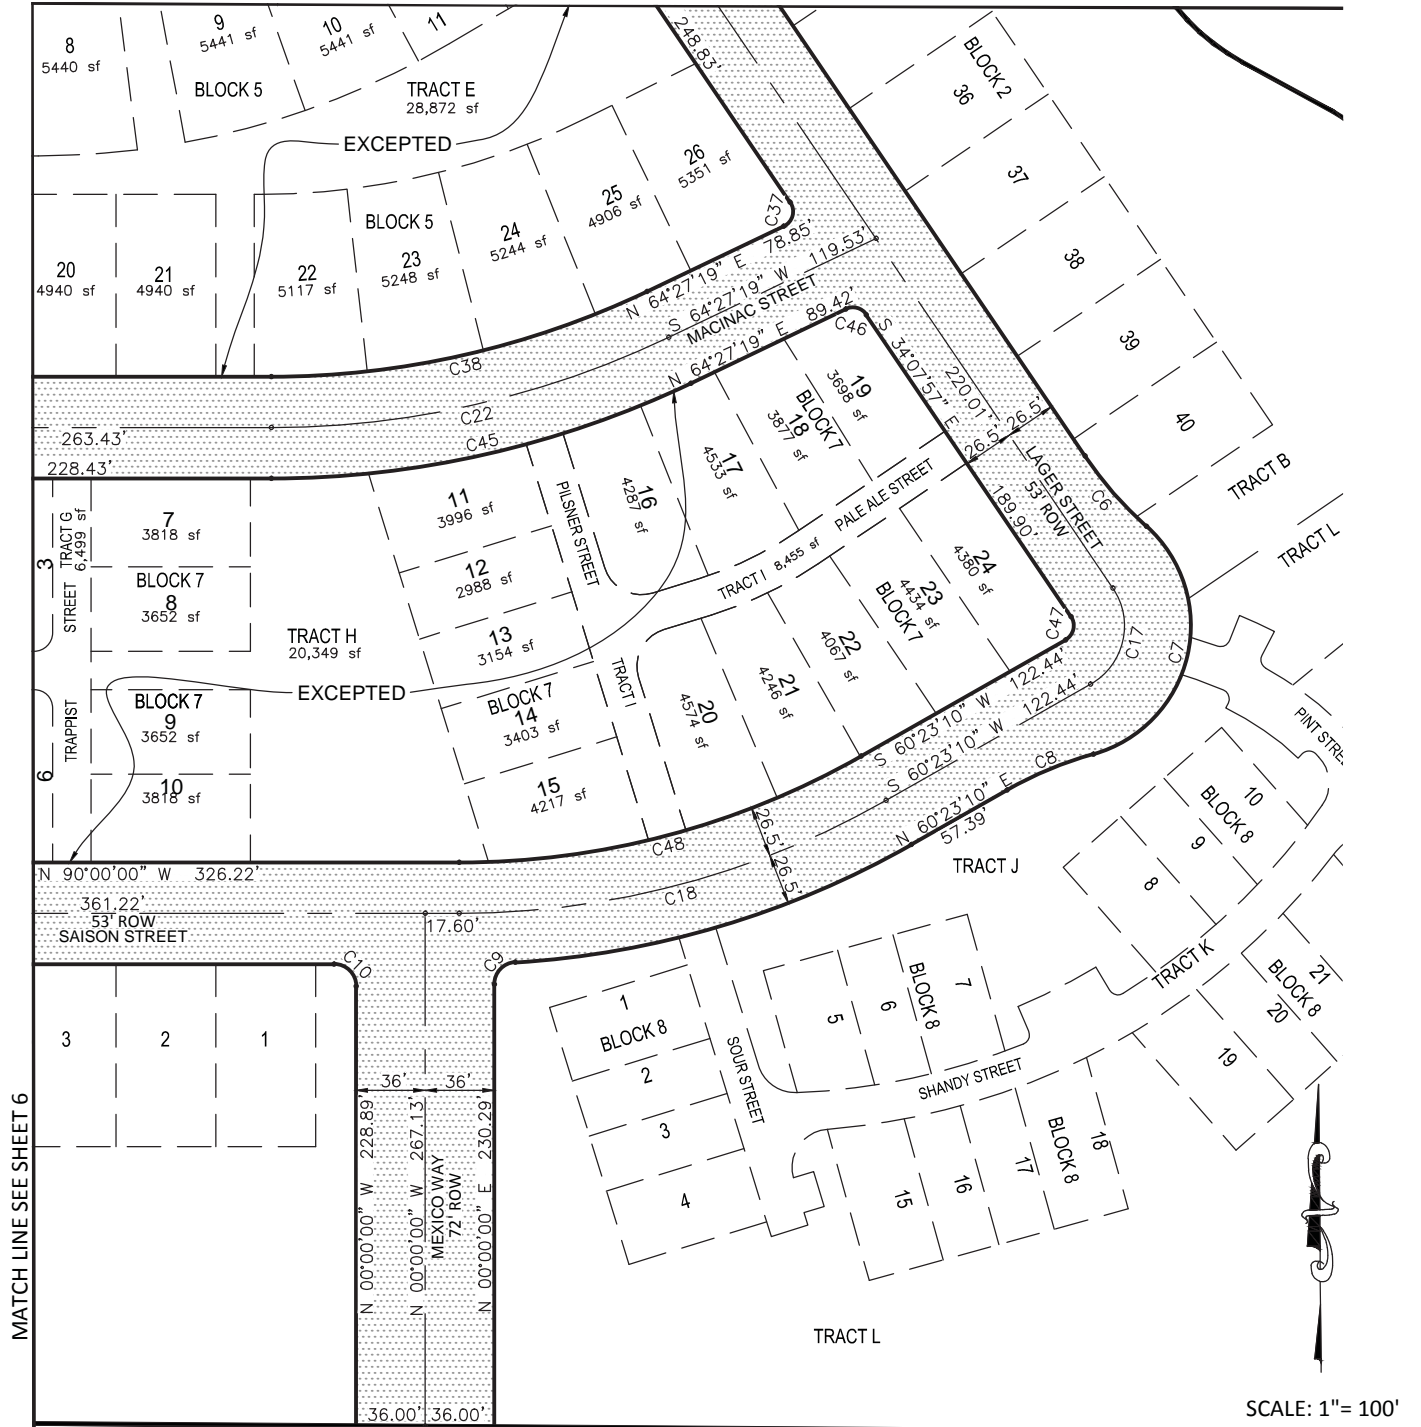 8
5440 sf
9
5441 sf
10
5441 sf
11
BLOCK 5
TRACT E
28,872 sf
EXCEPTED
248.83'
BLOCK 2
36
37
38
39
40
TRACT B
TRACT L
20
4940 sf
21
4940 sf
22
5117 sf
BLOCK 5
23
5248 sf
24
5244 sf
25
4906 sf
26
5351 sf
C37
N 64°27'19" E 78.85'
S 64°27'19" W 119.53'
MACINAC STREET
N 64°27'19" E 89.42'
C46
C38
C22
C45
263.43'
228.43'
S 34°07'57" E
189.90'
220.01'
26.5' 26.5'
LAGER STREET
53' ROW
C6
C7
C17
C47
3
STREET
TRACT G
6,499 sf
7
3818 sf
BLOCK 7
8
3652 sf
TRACT H
20,349 sf
EXCEPTED
6
TRAPPIST
BLOCK 7
9
3652 sf
10
3818 sf
11
3996 sf
12
2988 sf
13
3154 sf
BLOCK 7
14
3403 sf
15
4217 sf
PILSNER STREET
TRACT I
16
4287 sf
17
4533 sf
18
3877 sf
BLOCK 7
19
3698 sf
TRACT I 8,455 sf
PALE ALE STREET
20
4574 sf
21
4246 sf
22
4067 sf
23
4434 sf
BLOCK 7
24
4380 sf
S 60°23'10" W 122.44'
S 60°23'10" W 122.44'
N 60°23'10" E
57.39'
C8
C48
C18
26.5' 26.5'
N 90°00'00" W 326.22'
361.22'
53' ROW
SAISON STREET
17.60'
C10
C9
PINT STREE
TRACT J
10
BLOCK 8
9
8
TRACT K
21
BLOCK 8
20
19
3
2
1
36' 36'
N 00°00'00" W 228.89'
N 00°00'00" W 267.13'
MEXICO WAY
72' ROW
N 00°00'00" E 230.29'
36.00' 36.00'
1
BLOCK 8
2
3
4
SOUR STREET
5
6
BLOCK 8
7
SHANDY STREET
15
16
17
BLOCK 8
18
TRACT L
MATCH LINE SEE SHEET 6
SCALE: 1"= 100'